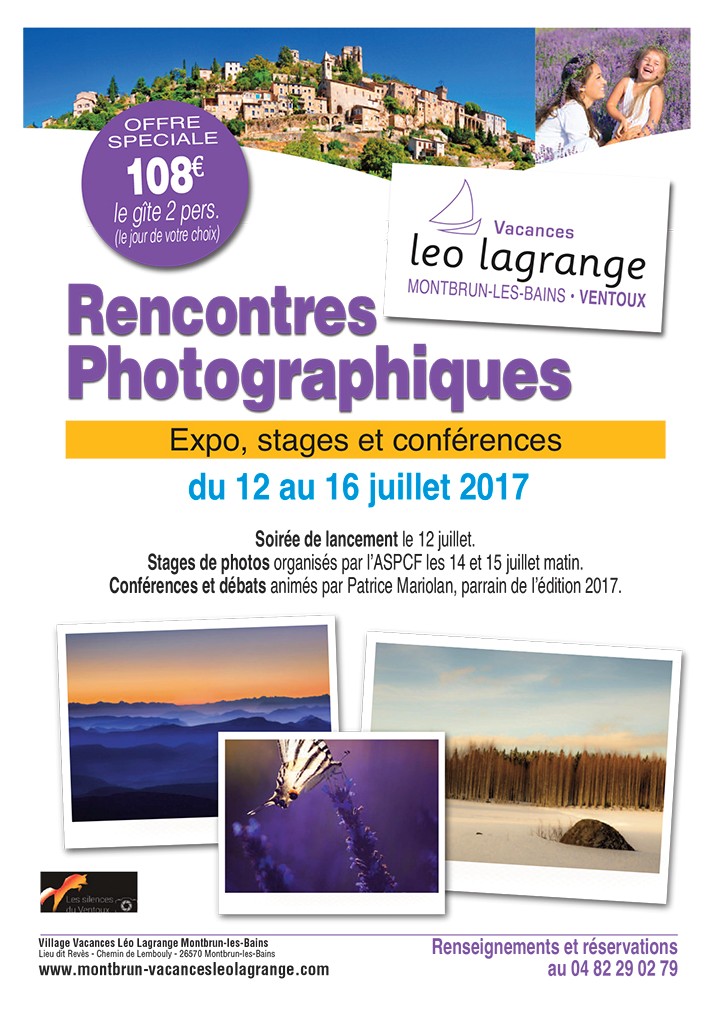 OFFRE
SPECIALE
108€
le gîte 2 pers.
(le jour de votre choix)
Vacances
leo lagrange
MONTBRUN-LES-BAINS • VENTOUX
Rencontres
Photographiques
Expo, stages et conférences
du 12 au 16 juillet 2017
Soirée de lancement le 12 juillet.
Stages de photos organisés par l'ASPCF les 14 et 15 juillet matin.
Conférences et débats animés par Patrice Mariolan, parrain de l'édition 2017.
Les silences
du Ventoux
Village Vacances Léo Lagrange Montbrun-les-Bains
Lieu dit Revès - Chemin de Lembouly - 26570 Montbrun-les-Bains
www.montbrun-vacancesleolagrange.com
Renseignements et réservations
au 04 82 29 02 79